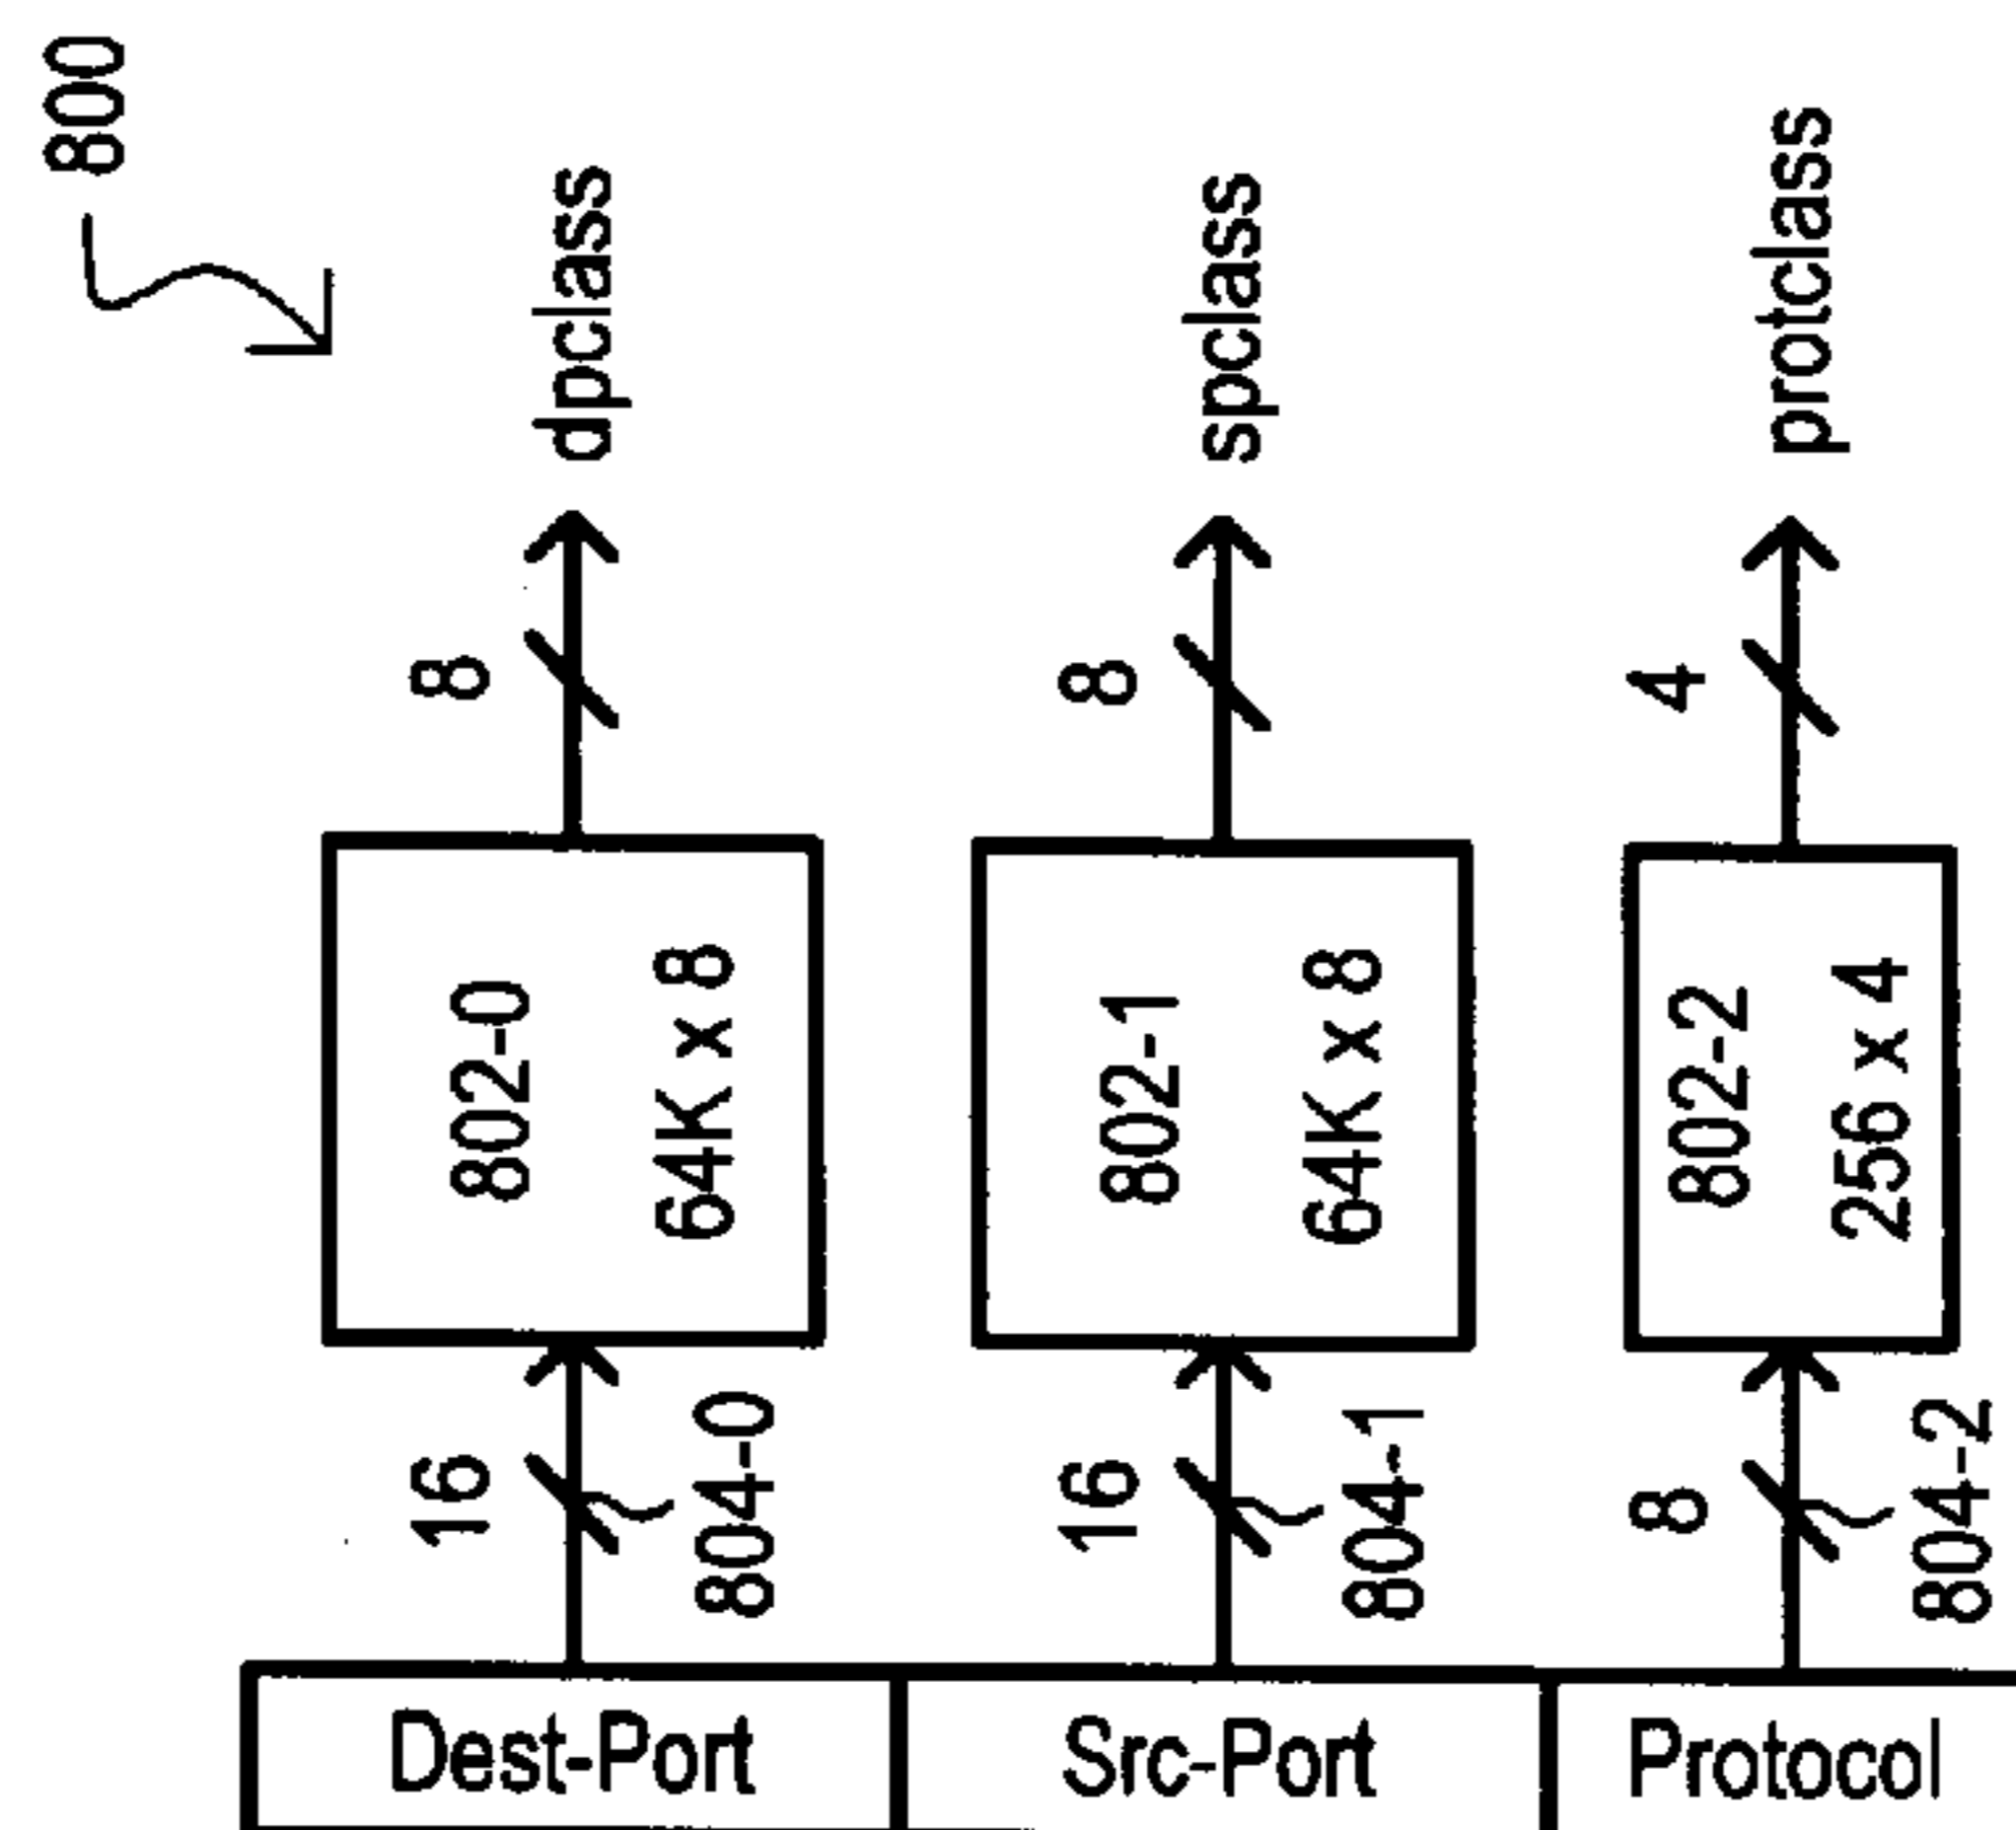 800
dpclass
spclass
protclass
8
8
4
802-0
64K x 8
802-1
64K x 8
802-2
256 x 4
16
804-0
16
804-1
8
804-2
Dest-Port
Src-Port
Protocol